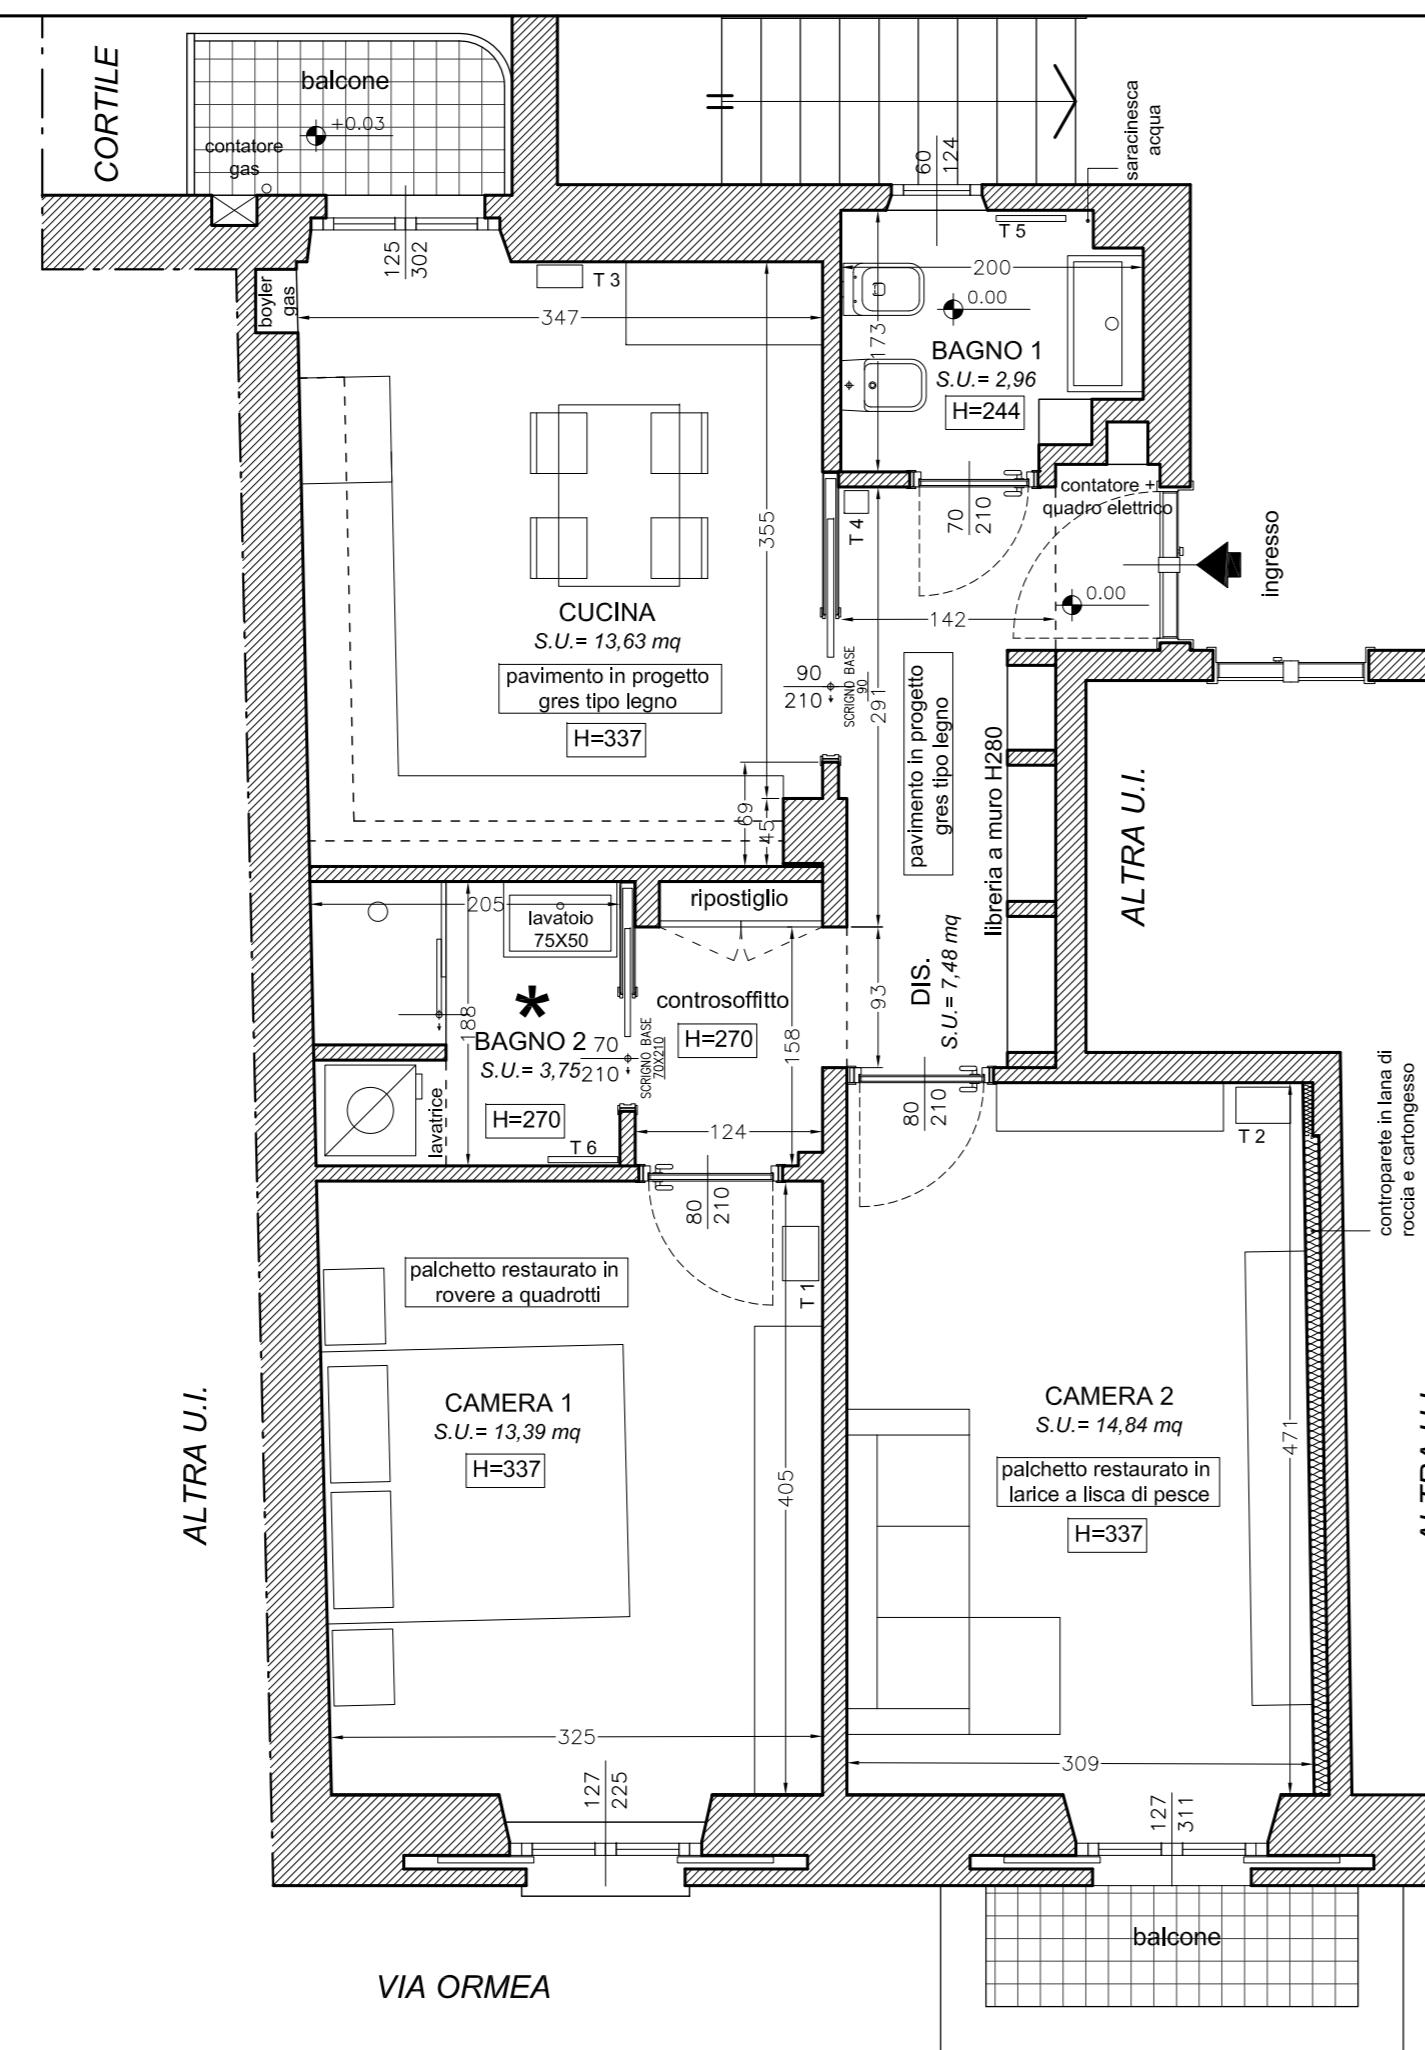 CORTILE
balcone
+0.03
contatore
gas
125
302
boyler
gas
T 3
347
355
60
124
saracinesca
acqua
T 5
200
0.00
173
BAGNO 1
S.U.= 2,96
H=244
contatore +
quadro elettrico
70
210
T 4
ingresso
0.00
142
CUCINA
S.U.= 13,63 mq
pavimento in progetto
gres tipo legno
H=337
90
210
SCRIGNO BASE
90
291
pavimento in progetto
gres tipo legno
libreria a muro H280
ALTRA U.I.
69
45
ripostiglio
205
lavatoio
75X50
188
*
BAGNO 2
S.U.= 3,75
H=270
70
210
SCRIGNO BASE
70X210
controsoffitto
H=270
158
93
DIS.
S.U.= 7,48 mq
lavatrice
T 6
124
80
210
80
210
T 2
controparete in lana di
roccia e cartongesso
palchetto restaurato in
rovere a quadrotti
T 1
ALTRA U.I.
CAMERA 1
S.U.= 13,39 mq
H=337
405
CAMERA 2
S.U.= 14,84 mq
palchetto restaurato in
larice a lisca di pesce
H=337
471
325
309
127
225
127
311
balcone
VIA ORMEA